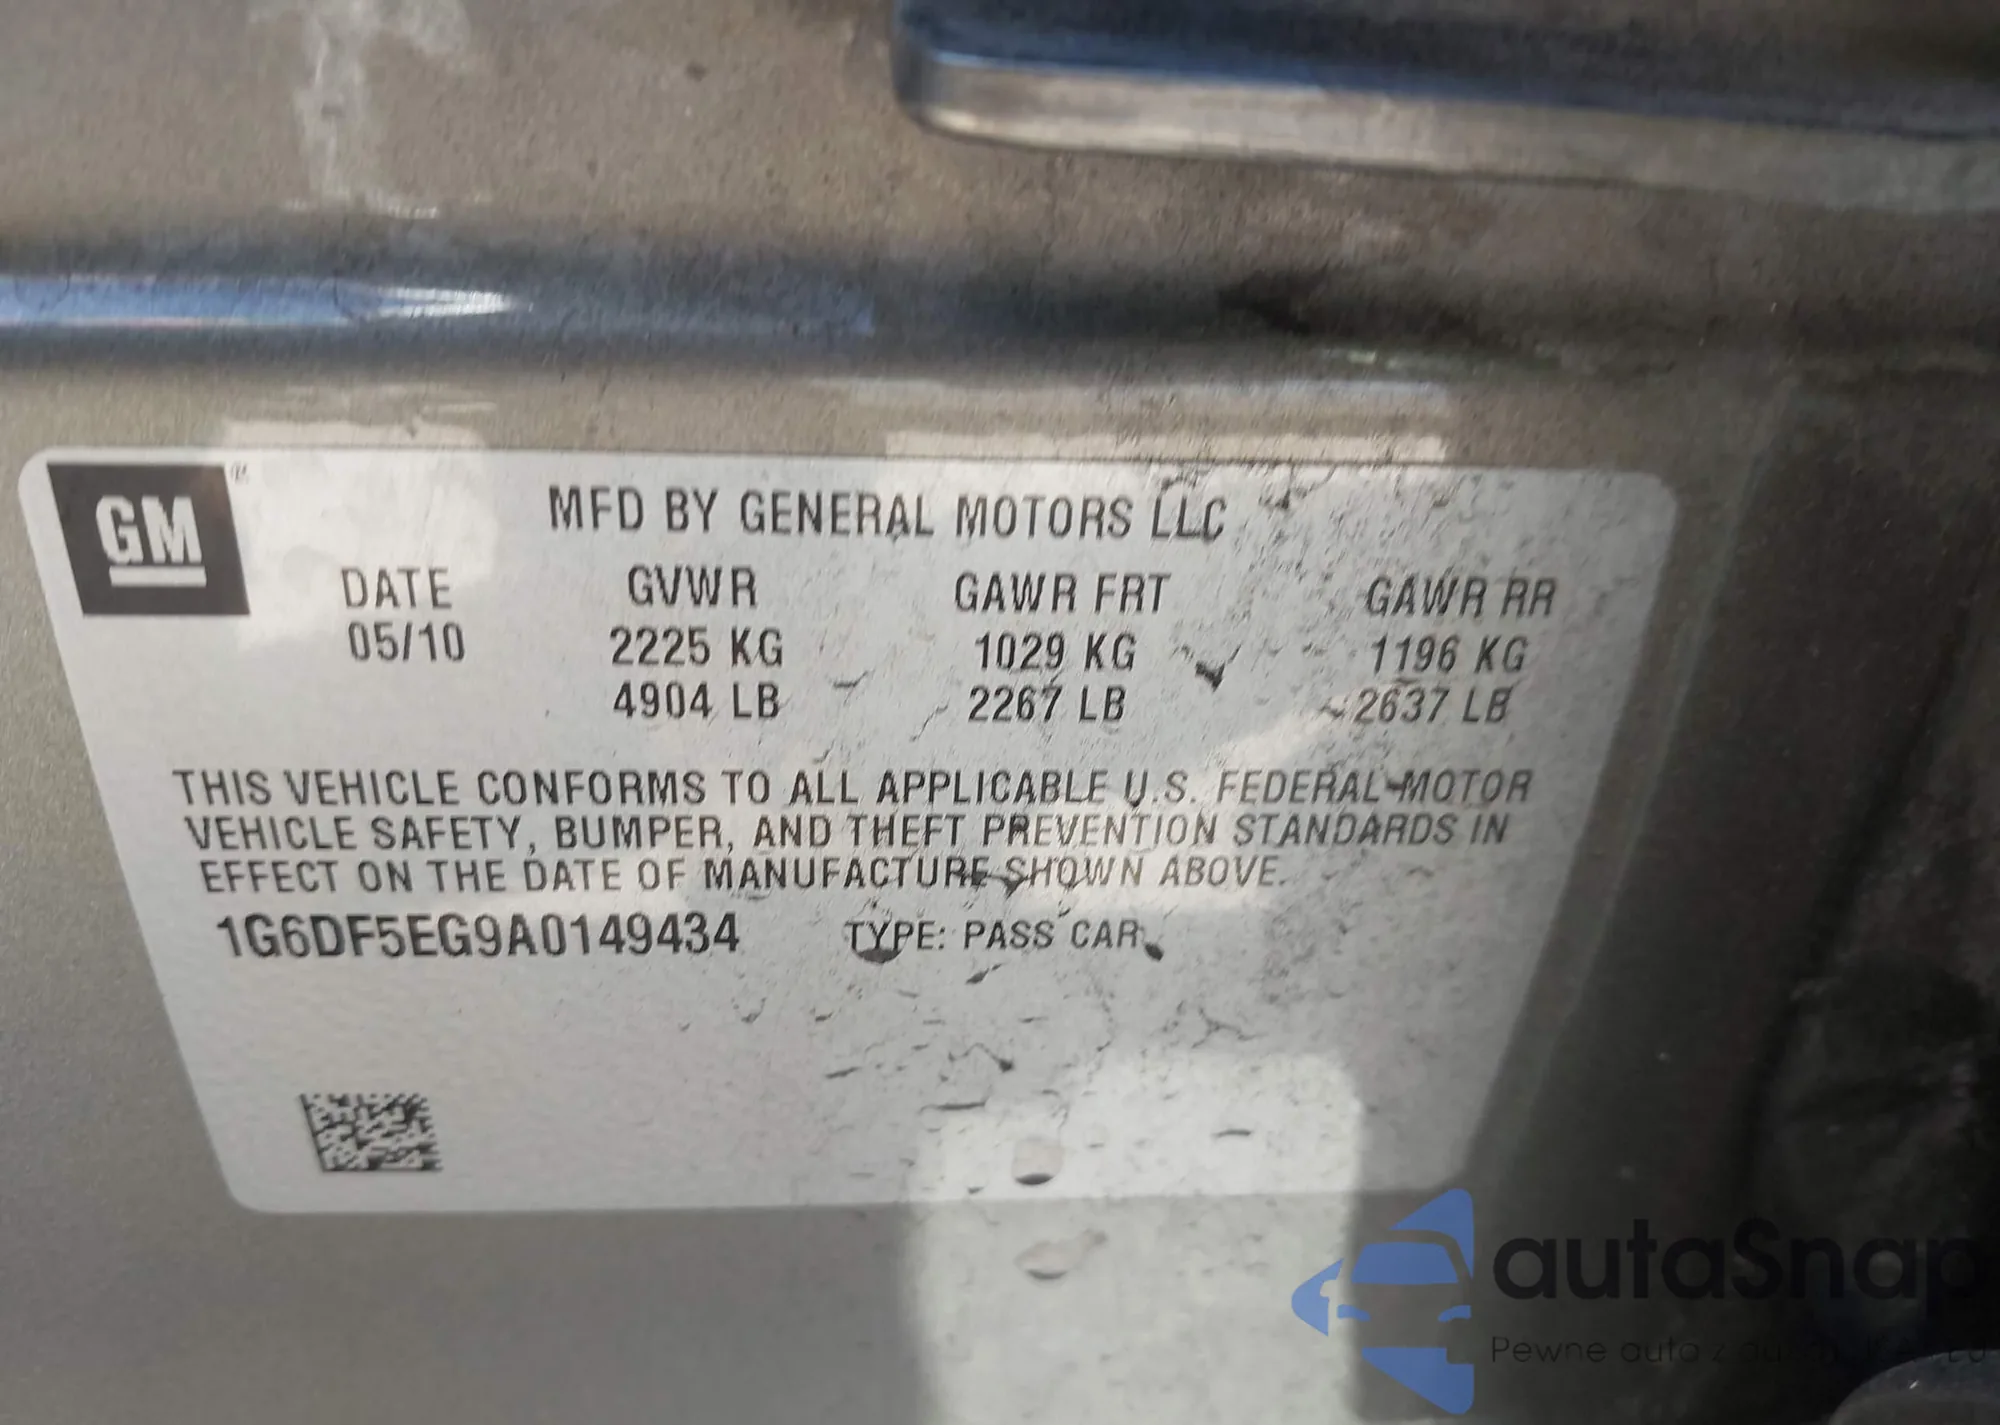 GM
MFD BY GENERAL MOTORS LLC
DATE GVWR GAWR FRT GAWR RR
05/10 2225 KG 1029 KG 1196 KG
4904 LB 2267 LB 2637 LB
THIS VEHICLE CONFORMS TO ALL APPLICABLE U.S. FEDERAL MOTOR
VEHICLE SAFETY, BUMPER, AND THEFT PREVENTION STANDARDS IN
EFFECT ON THE DATE OF MANUFACTURE SHOWN ABOVE.
1G6DF5EG9A0149434 TYPE: PASS CAR
autaSnap
Pewne auto z